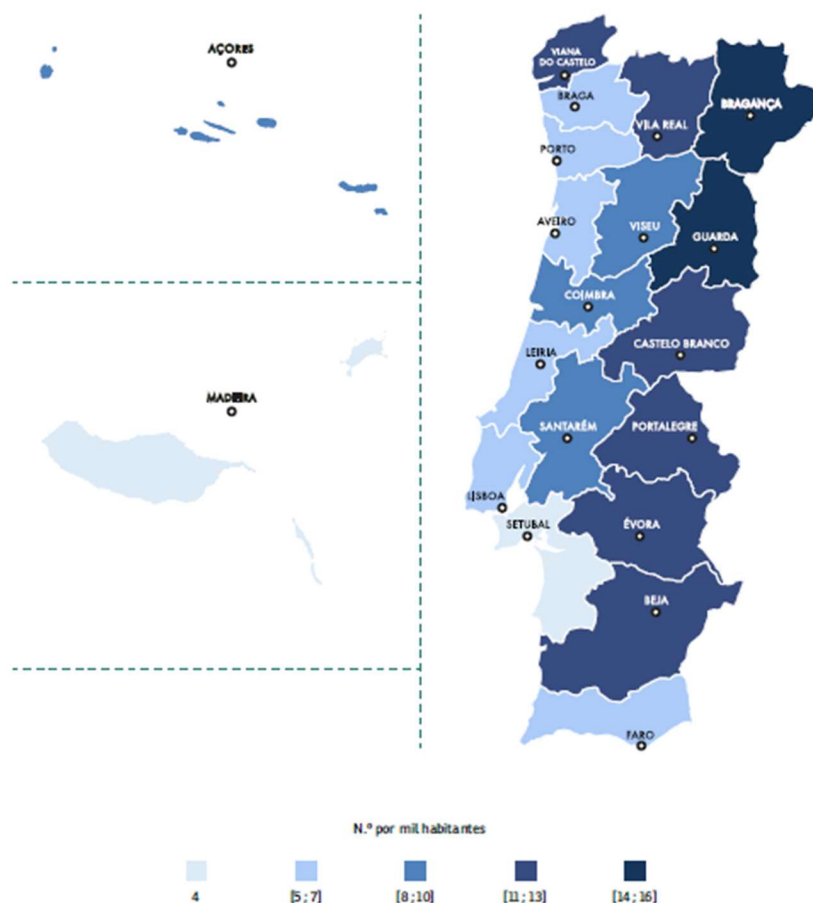 AÇORES
VIANA
DO CASTELO
BRAGA
BRAGANÇA
VILA REAL
PORTO
AVEIRO
VISEU
GUARDA
COIMBRA
CASTELO BRANCO
LEIRIA
MADEIRA
SANTARÉM
PORTALEGRE
LISBOA
SETUBAL
ÉVORA
BEJA
FARO
N.º por mil habitantes
4
[5 ; 7]
[8 ; 10]
[11 ; 13]
[14 ; 16]